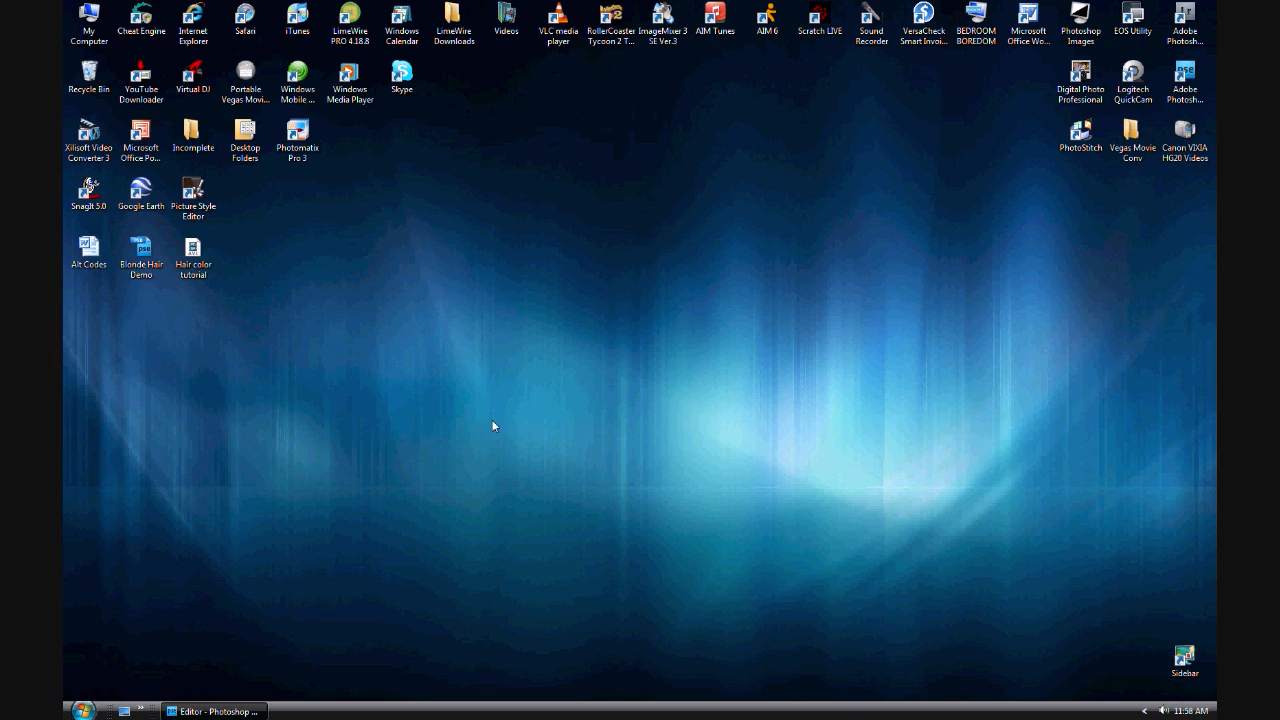 My Computer
Cheat Engine
Internet Explorer
Safari
iTunes
LimeWire PRO 4.18.8
Windows Calendar
LimeWire Downloads
Videos
VLC media player
RollerCoaster Tycoon 2 T...
ImageMixer 3 SE Ver.3
AIM Tunes
AIM 6
Scratch LIVE
Sound Recorder
VersaCheck Smart Invoi...
BEDROOM BOREDOM
Microsoft Office Wo...
Photoshop Images
EOS Utility
Adobe Photosh...
Recycle Bin
YouTube Downloader
Virtual DJ
Portable Vegas Movi...
Windows Mobile ...
Windows Media Player
Skype
Digital Photo Professional
Logitech QuickCam
Adobe Photosh...
Xilisoft Video Converter 3
Microsoft Office Po...
Incomplete
Desktop Folders
Photomatix Pro 3
PhotoStitch
Vegas Movie Conv
Canon VIXIA HG20 Videos
SnagIt 5.0
Google Earth
Picture Style Editor
Alt Codes
Blonde Hair Demo
Hair color tutorial
Sidebar
Editor - Photoshop ...
11:58 AM